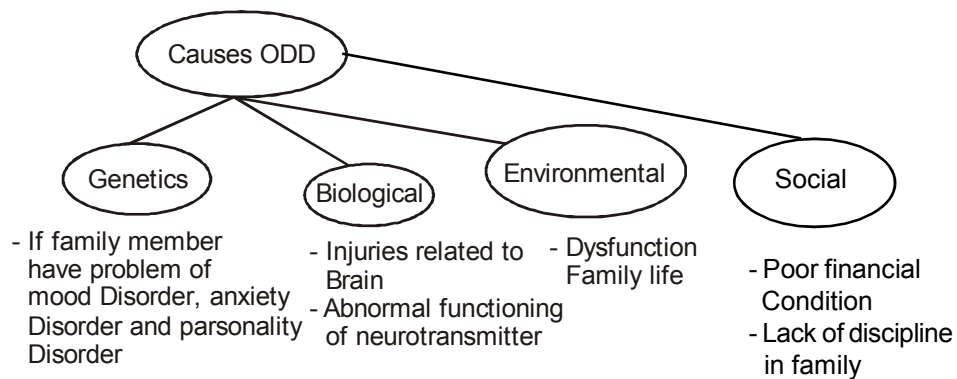 Causes ODD
Genetics
- If family member
have problem of
mood Disorder, anxiety
Disorder and parsonality
Disorder
Biological
- Injuries related to
Brain
- Abnormal functioning
of neurotransmitter
Environmental
- Dysfunction
Family life
Social
- Poor financial
Condition
- Lack of discipline
in family